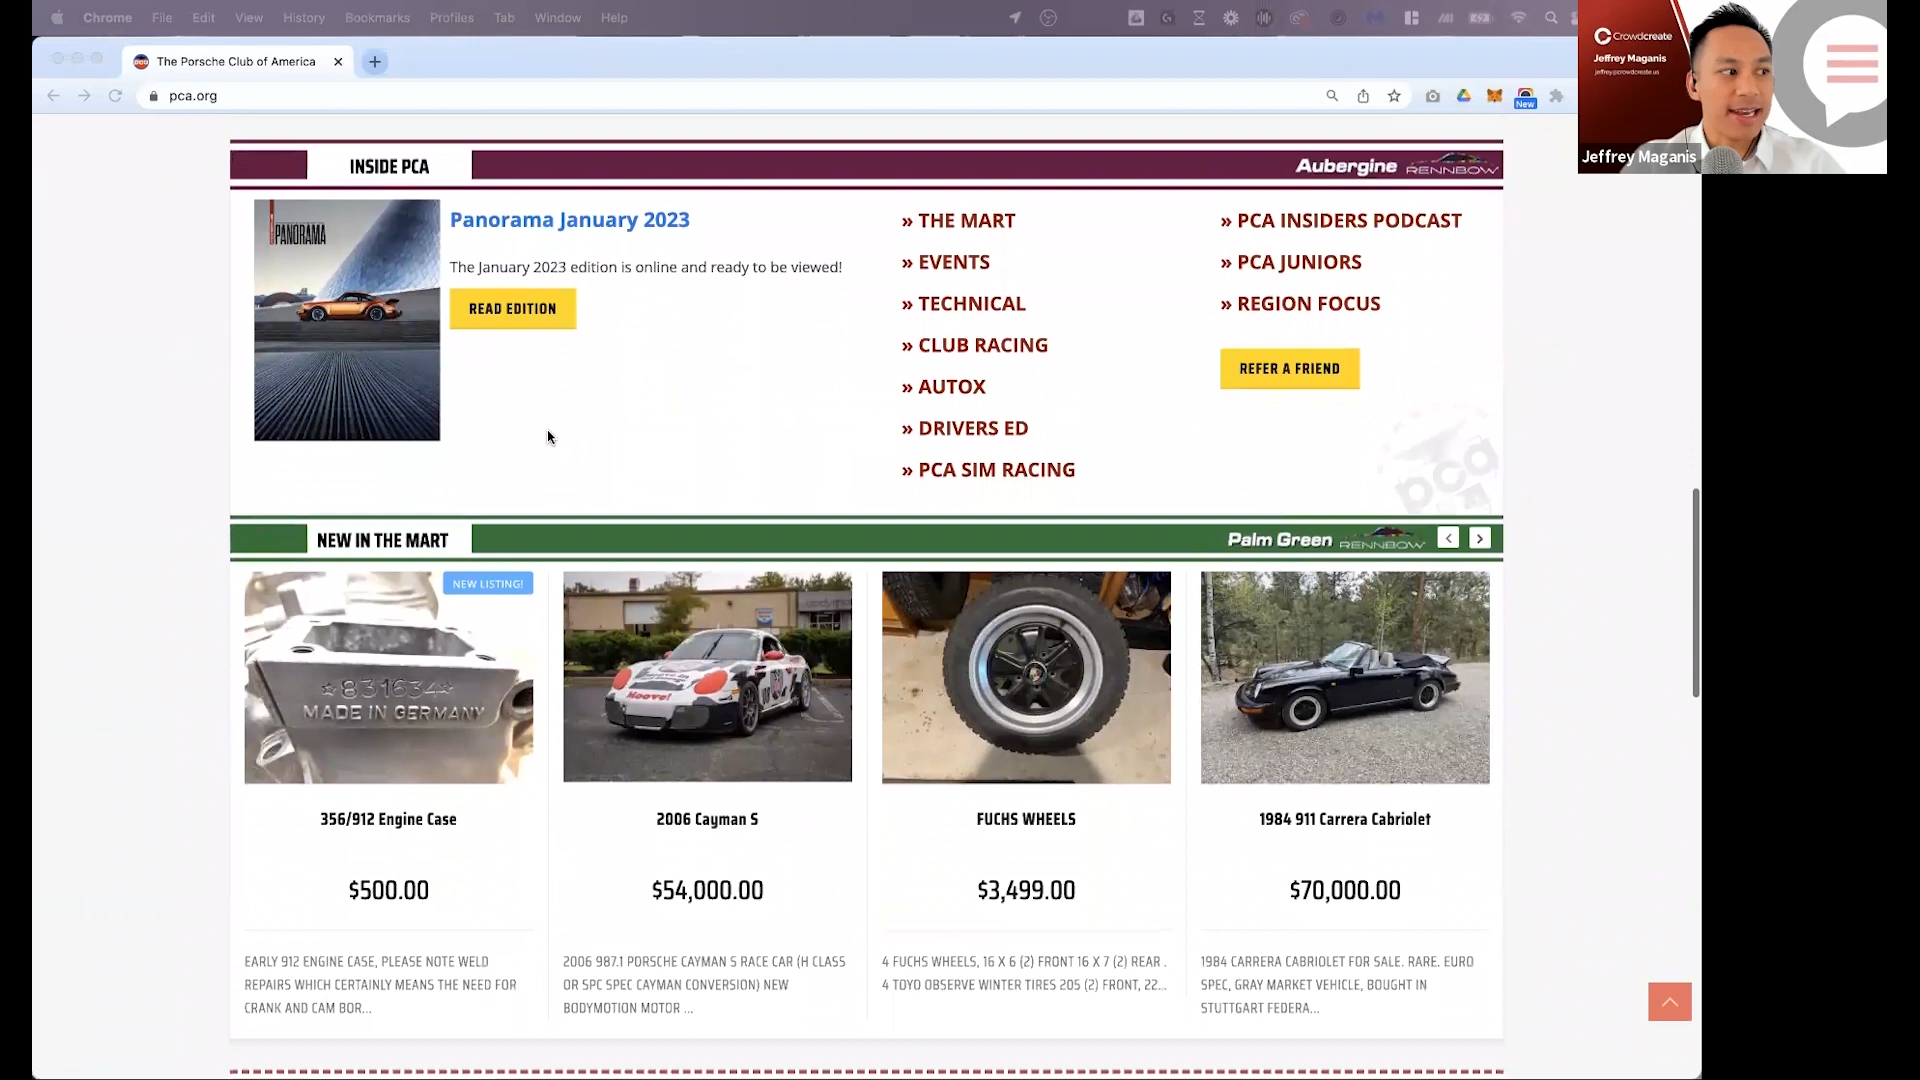 Chrome File Edit View History Bookmarks Profiles Tab Window Help
The Porsche Club of America
pca.org
New
Crowdcreate
Jeffrey Maganis
jeffrey@crowdcreate.us
Jeffrey Maganis
INSIDE PCA
Aubergine RENNBOW
PANORAMA
Panorama January 2023
The January 2023 edition is online and ready to be viewed!
READ EDITION
» THE MART
» EVENTS
» TECHNICAL
» CLUB RACING
» AUTOX
» DRIVERS ED
» PCA SIM RACING
» PCA INSIDERS PODCAST
» PCA JUNIORS
» REGION FOCUS
REFER A FRIEND
pca
NEW IN THE MART
Palm Green RENNBOW
NEW LISTING!
☆831634☆
MADE IN GERMANY
Hoove!
356/912 Engine Case
$500.00
EARLY 912 ENGINE CASE, PLEASE NOTE WELD
REPAIRS WHICH CERTAINLY MEANS THE NEED FOR
CRANK AND CAM BOR...
2006 Cayman S
$54,000.00
2006 987.1 PORSCHE CAYMAN S RACE CAR (H CLASS
OR SPC SPEC CAYMAN CONVERSION) NEW
BODYMOTION MOTOR ...
FUCHS WHEELS
$3,499.00
4 FUCHS WHEELS, 16 X 6 (2) FRONT 16 X 7 (2) REAR .
4 TOYO OBSERVE WINTER TIRES 205 (2) FRONT, 22...
1984 911 Carrera Cabriolet
$70,000.00
1984 CARRERA CABRIOLET FOR SALE. RARE. EURO
SPEC, GRAY MARKET VEHICLE, BOUGHT IN
STUTTGART FEDERA...